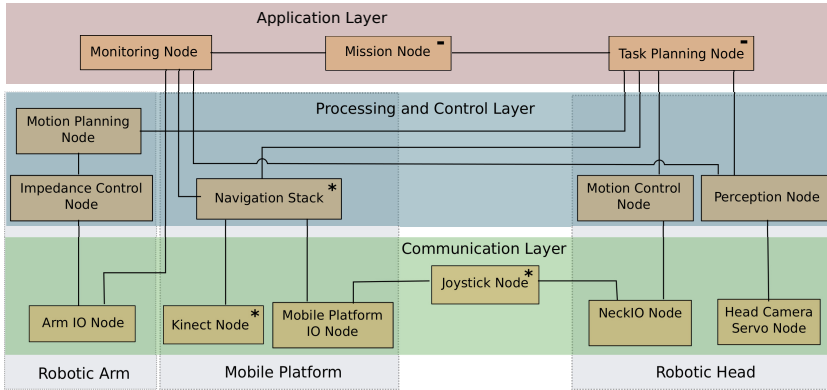 Application Layer
Monitoring Node
Mission Node -
Task Planning Node -
Processing and Control Layer
Motion Planning
Node
Impedance Control
Node
Navigation Stack *
Motion Control
Node
Perception Node
Communication Layer
Joystick Node *
Arm IO Node
Kinect Node *
Mobile Platform
IO Node
NeckIO Node
Head Camera
Servo Node
Robotic Arm
Mobile Platform
Robotic Head